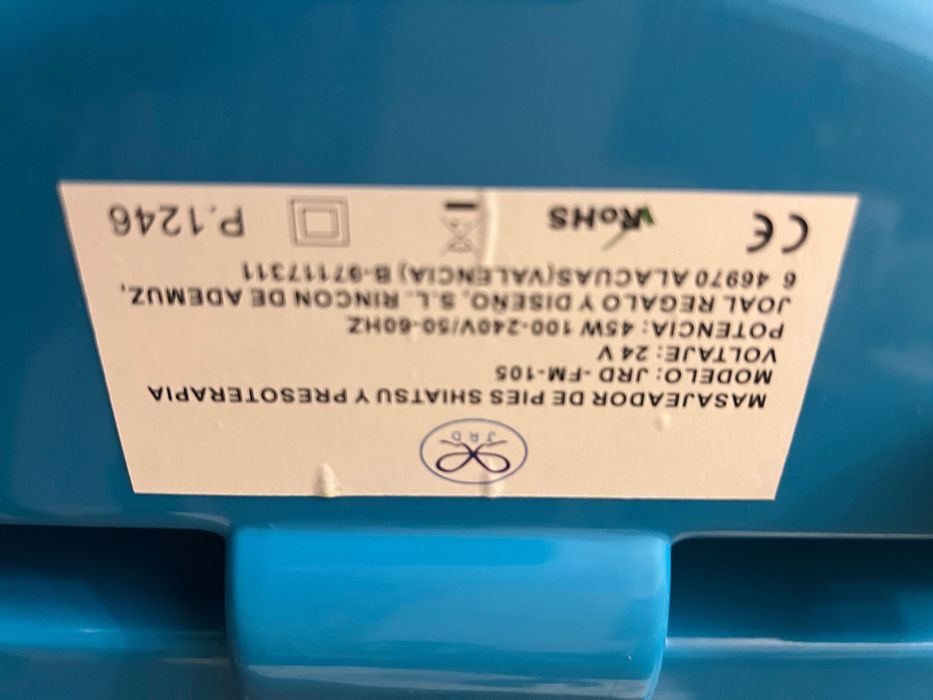 JRD
MASAJEADOR DE PIES SHIATSU Y PRESOTERAPIA
MODELO: JRD -FM-105
VOLTAJE: 24 V
POTENCIA: 45W 100-240V/50-60HZ
JOAL REGALO Y DISEÑO, S.L. RINCON DE ADEMUZ,
6 46970 ALACUAS(VALENCIA) B-97117311
CE RoHS P.1246